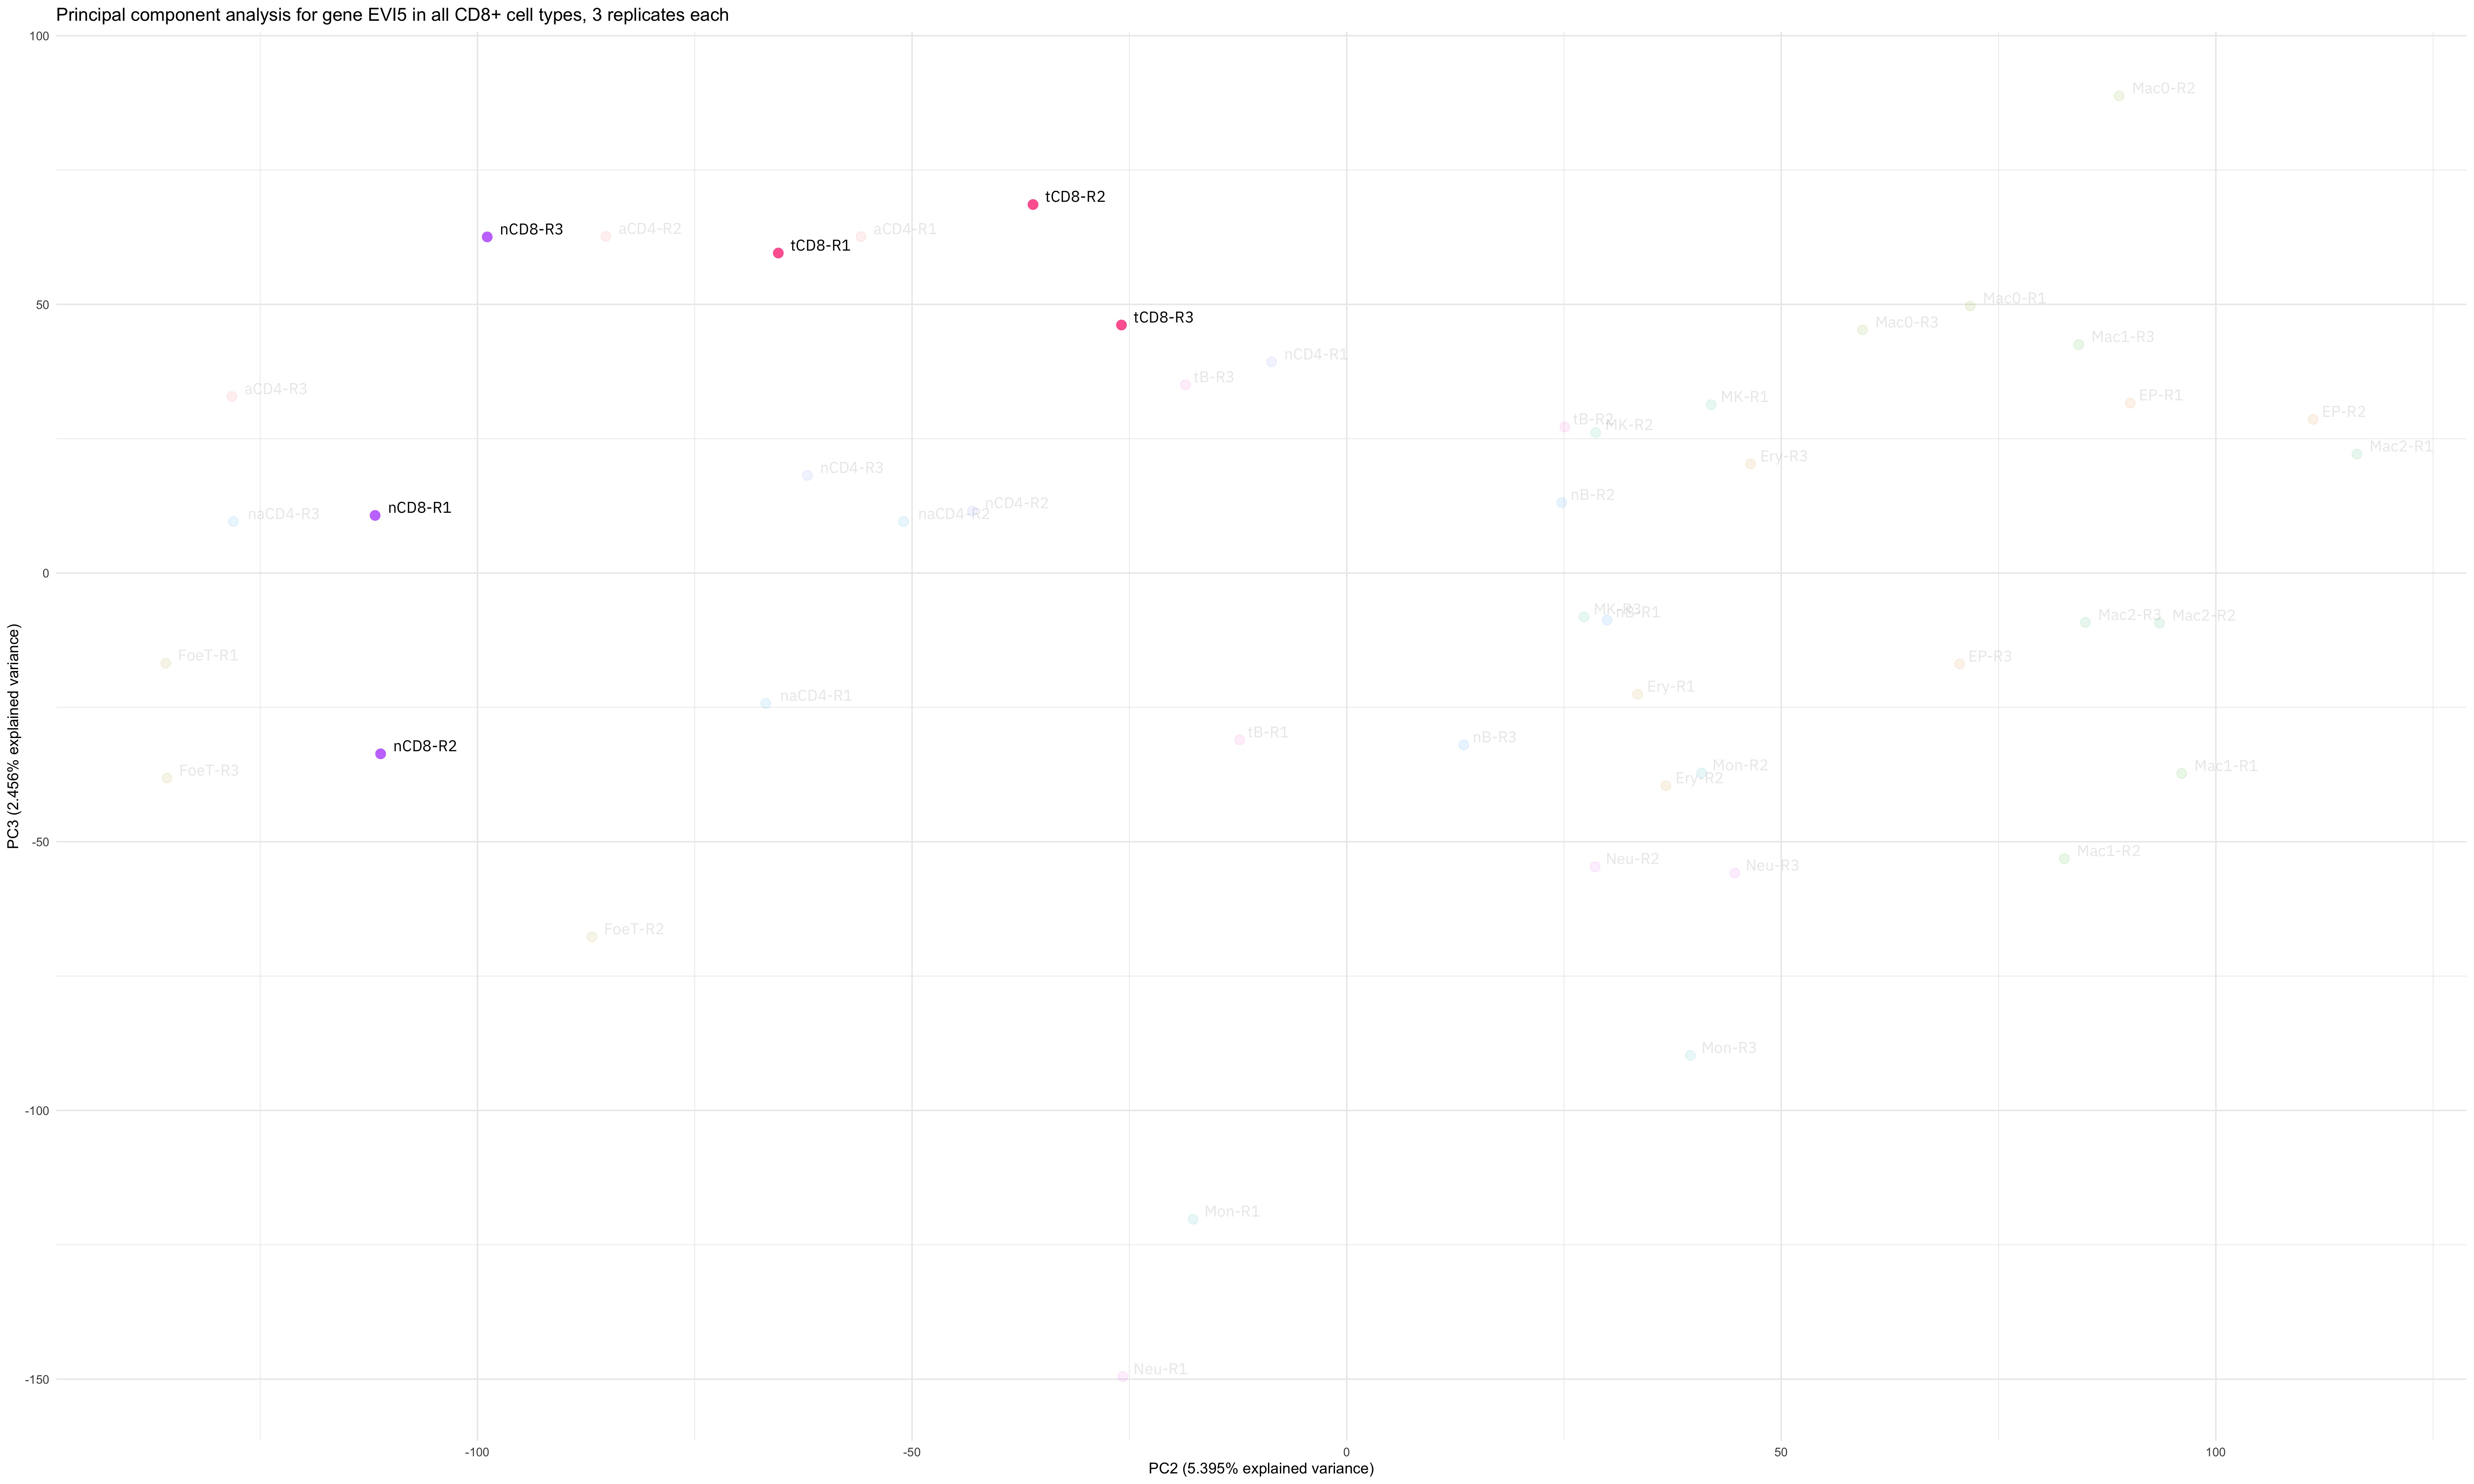 Principal component analysis for gene EVI5 in all CD8+ cell types, 3 replicates each
100
Mac0-R2
tCD8-R2
nCD8-R3
aCD4-R2
aCD4-R1
tCD8-R1
50
Mac0-R1
tCD8-R3
Mac0-R3
Mac1-R3
nCD4-R1
tB-R3
aCD4-R3
MK-R1
EP-R1
EP-R2
tB-R2
MK-R2
Mac2-R1
Ery-R3
nCD4-R3
nB-R2
nCD4-R2
nCD8-R1
naCD4-R3
naCD4-R2
0
MK-R3
nB-R1
Mac2-R3
Mac2-R2
FoeT-R1
EP-R3
Ery-R1
naCD4-R1
tB-R1
nB-R3
nCD8-R2
Mon-R2
Mac1-R1
FoeT-R3
Ery-R2
-50
Mac1-R2
Neu-R2
Neu-R3
FoeT-R2
Mon-R3
-100
Mon-R1
Neu-R1
-150
PC3 (2.456% explained variance)
-100
-50
0
50
100
PC2 (5.395% explained variance)